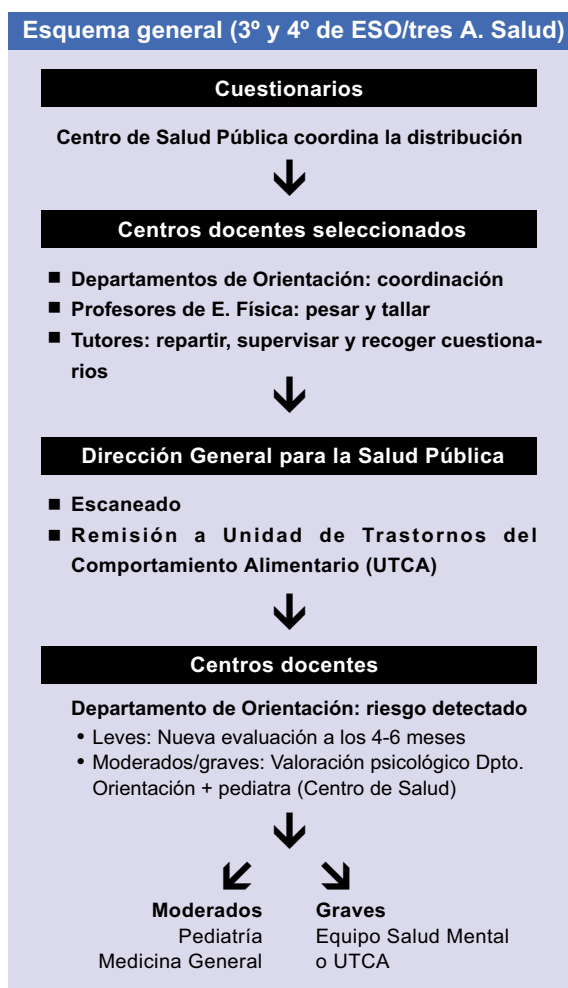 Esquema general (3º y 4º de ESO/tres A. Salud)
Cuestionarios
Centro de Salud Pública coordina la distribución
Centros docentes seleccionados
■ Departamentos de Orientación: coordinación
■ Profesores de E. Física: pesar y tallar
■ Tutores: repartir, supervisar y recoger cuestiona-
rios
Dirección General para la Salud Pública
■ Escaneado
■ Remisión a Unidad de Trastornos del
Comportamiento Alimentario (UTCA)
Centros docentes
Departamento de Orientación: riesgo detectado
• Leves: Nueva evaluación a los 4-6 meses
• Moderados/graves: Valoración psicológico Dpto.
Orientación + pediatra (Centro de Salud)
Moderados
Pediatría
Medicina General
Graves
Equipo Salud Mental
o UTCA